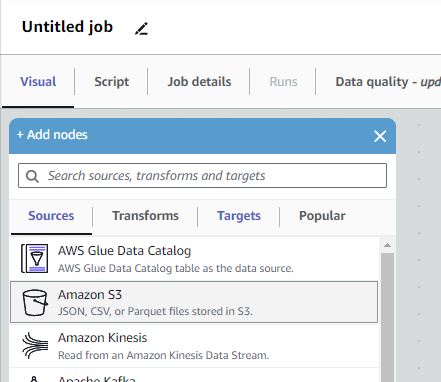 Untitled job
Visual Script Job details Runs Data quality - upd
+ Add nodes
Search sources, transforms and targets
Sources Transforms Targets Popular
AWS Glue Data Catalog
AWS Glue Data Catalog table as the data source.
Amazon S3
JSON, CSV, or Parquet files stored in S3.
Amazon Kinesis
Read from an Amazon Kinesis Data Stream.
Apache Kafka